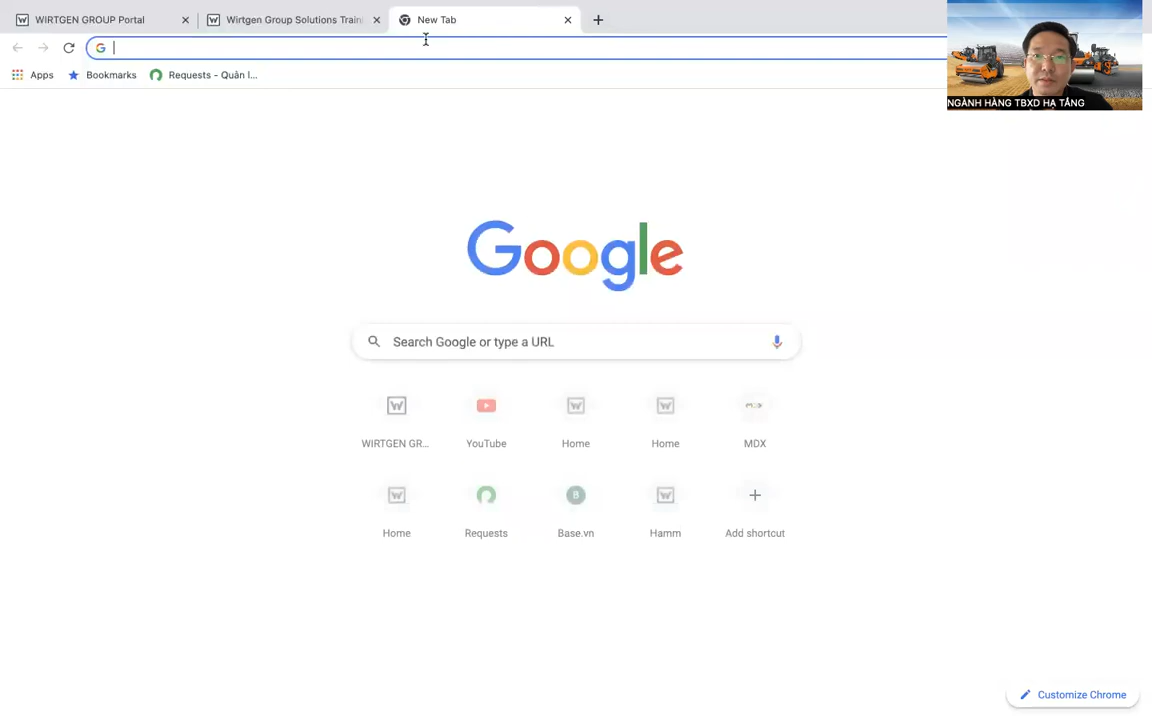 WIRTGEN GROUP Portal
Wirtgen Group Solutions Traini
New Tab
Apps
Bookmarks
Requests - Quản l...
NGÀNH HÀNG TBXD HẠ TẦNG
Google
Search Google or type a URL
WIRTGEN GR...
YouTube
Home
Home
MDX
Home
Requests
Base.vn
Hamm
Add shortcut
Customize Chrome